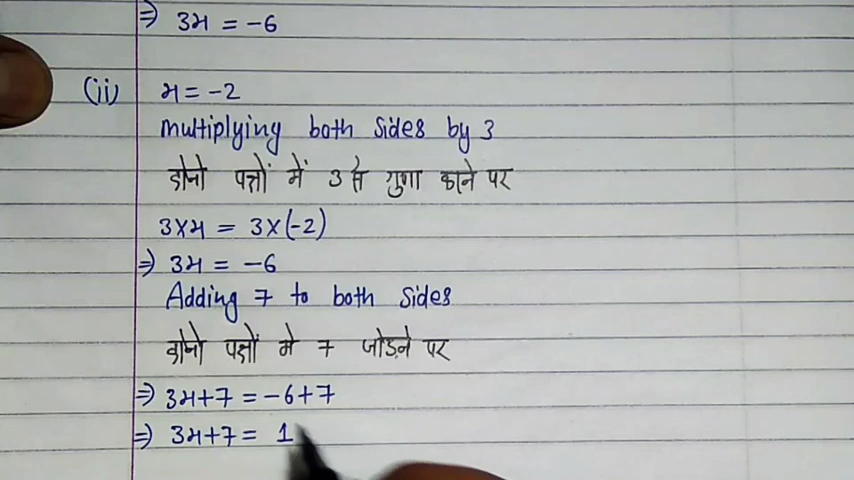 ⇒ 3x = -6
(ii) x = -2
multiplying both sides by 3
दोनो पक्षों में 3 से गुणा करने पर
3×x = 3×(-2)
⇒ 3x = -6
Adding 7 to both sides
दोनो पक्षों मे 7 जोड़ने पर
⇒ 3x+7 = -6+7
⇒ 3x+7 = 1